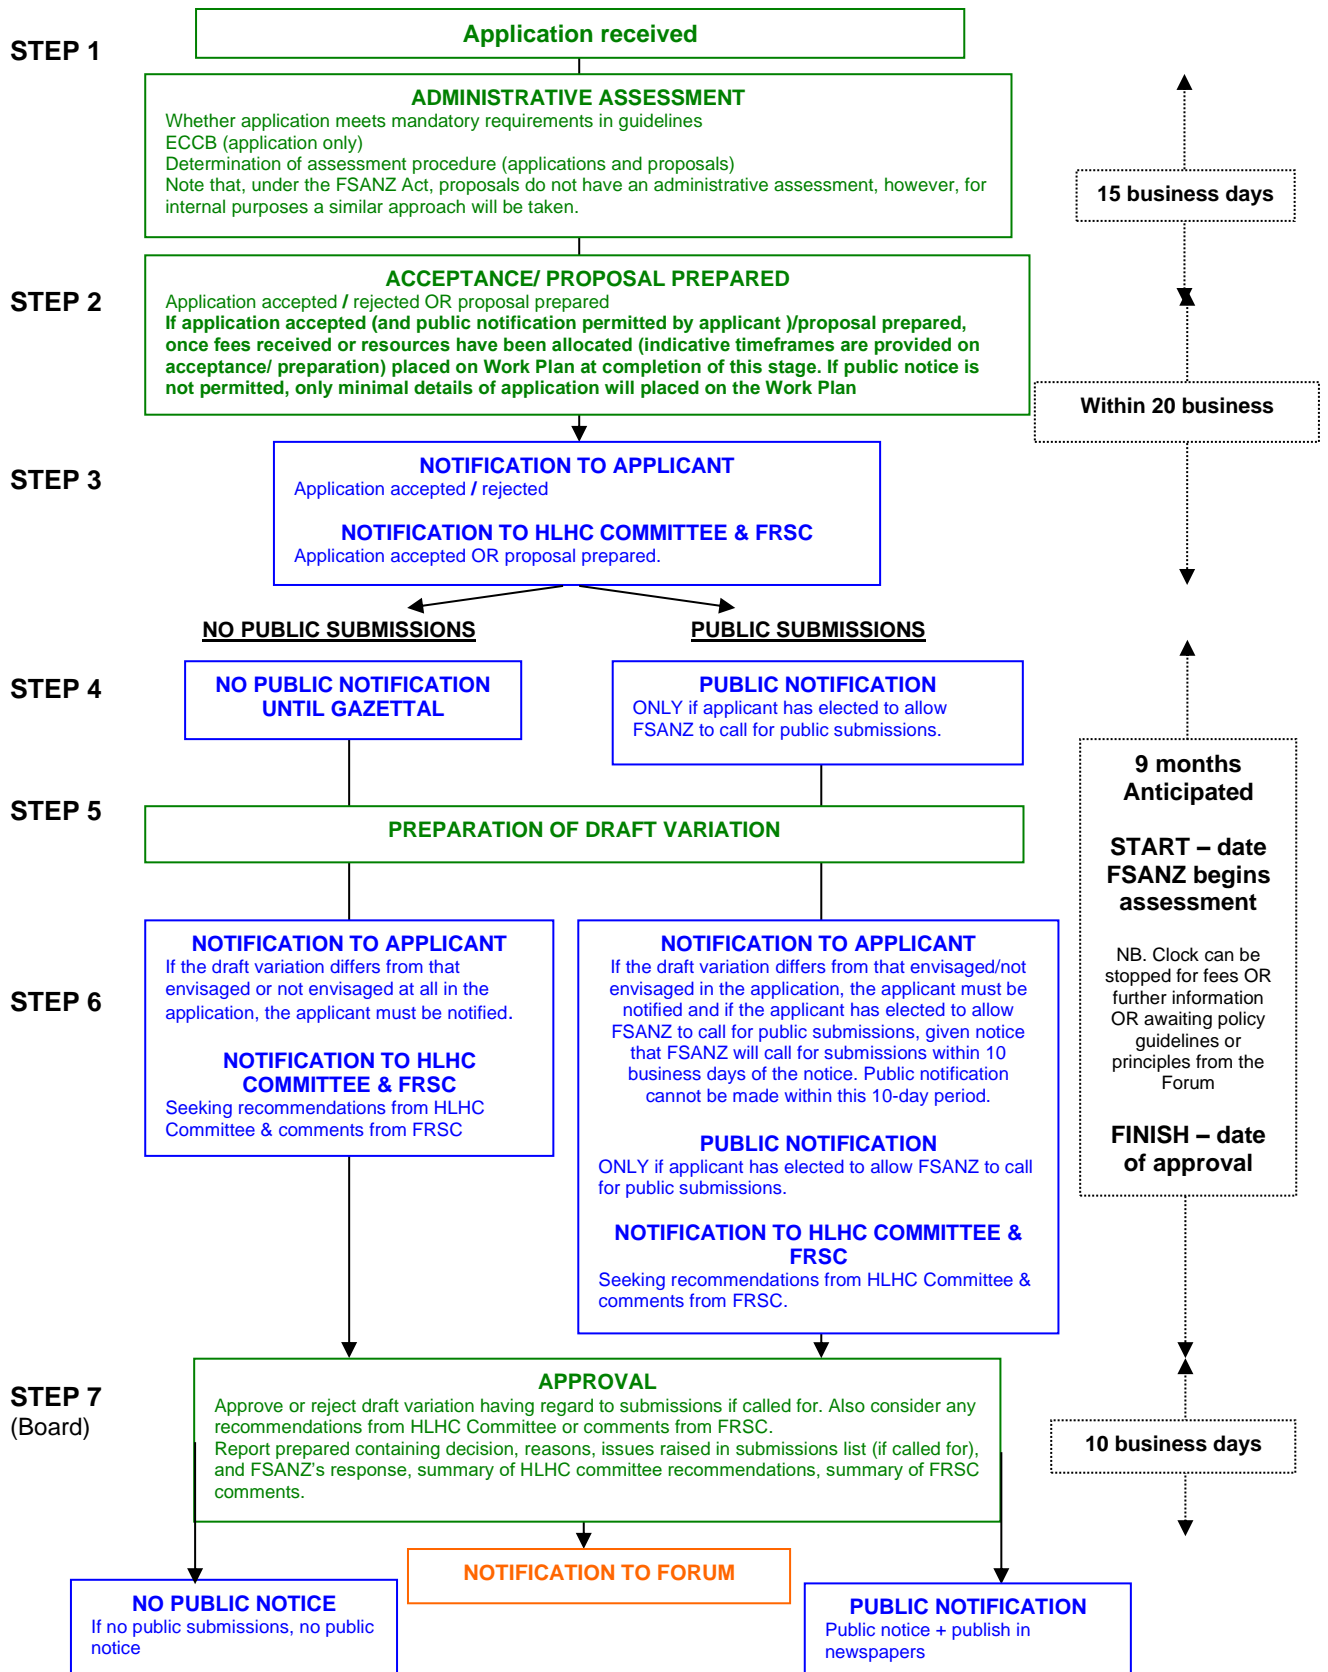 STEP 1
Application received
ADMINISTRATIVE ASSESSMENT
Whether application meets mandatory requirements in guidelines
ECCB (application only)
Determination of assessment procedure (applications and proposals)
Note that, under the FSANZ Act, proposals do not have an administrative assessment, however, for
internal purposes a similar approach will be taken.
15 business days
STEP 2
ACCEPTANCE/ PROPOSAL PREPARED
Application accepted / rejected OR proposal prepared
If application accepted (and public notification permitted by applicant )/proposal prepared,
once fees received or resources have been allocated (indicative timeframes are provided on
acceptance/ preparation) placed on Work Plan at completion of this stage. If public notice is
not permitted, only minimal details of application will placed on the Work Plan
Within 20 business
STEP 3
NOTIFICATION TO APPLICANT
Application accepted / rejected
NOTIFICATION TO HLHC COMMITTEE & FRSC
Application accepted OR proposal prepared.
NO PUBLIC SUBMISSIONS
PUBLIC SUBMISSIONS
STEP 4
NO PUBLIC NOTIFICATION
UNTIL GAZETTAL
PUBLIC NOTIFICATION
ONLY if applicant has elected to allow
FSANZ to call for public submissions.
STEP 5
PREPARATION OF DRAFT VARIATION
9 months
Anticipated
START – date
FSANZ begins
assessment
NB. Clock can be
stopped for fees OR
further information
OR awaiting policy
guidelines or
principles from the
Forum
FINISH – date
of approval
STEP 6
NOTIFICATION TO APPLICANT
If the draft variation differs from that
envisaged or not envisaged at all in the
application, the applicant must be notified.
NOTIFICATION TO HLHC
COMMITTEE & FRSC
Seeking recommendations from HLHC
Committee & comments from FRSC
NOTIFICATION TO APPLICANT
If the draft variation differs from that envisaged/not
envisaged in the application, the applicant must be
notified and if the applicant has elected to allow
FSANZ to call for public submissions, given notice
that FSANZ will call for submissions within 10
business days of the notice. Public notification
cannot be made within this 10-day period.
PUBLIC NOTIFICATION
ONLY if applicant has elected to allow FSANZ to call
for public submissions.
NOTIFICATION TO HLHC COMMITTEE &
FRSC
Seeking recommendations from HLHC Committee &
comments from FRSC.
STEP 7
(Board)
APPROVAL
Approve or reject draft variation having regard to submissions if called for. Also consider any
recommendations from HLHC Committee or comments from FRSC.
Report prepared containing decision, reasons, issues raised in submissions list (if called for),
and FSANZ's response, summary of HLHC committee recommendations, summary of FRSC
comments.
10 business days
NOTIFICATION TO FORUM
NO PUBLIC NOTICE
If no public submissions, no public
notice
PUBLIC NOTIFICATION
Public notice + publish in
newspapers